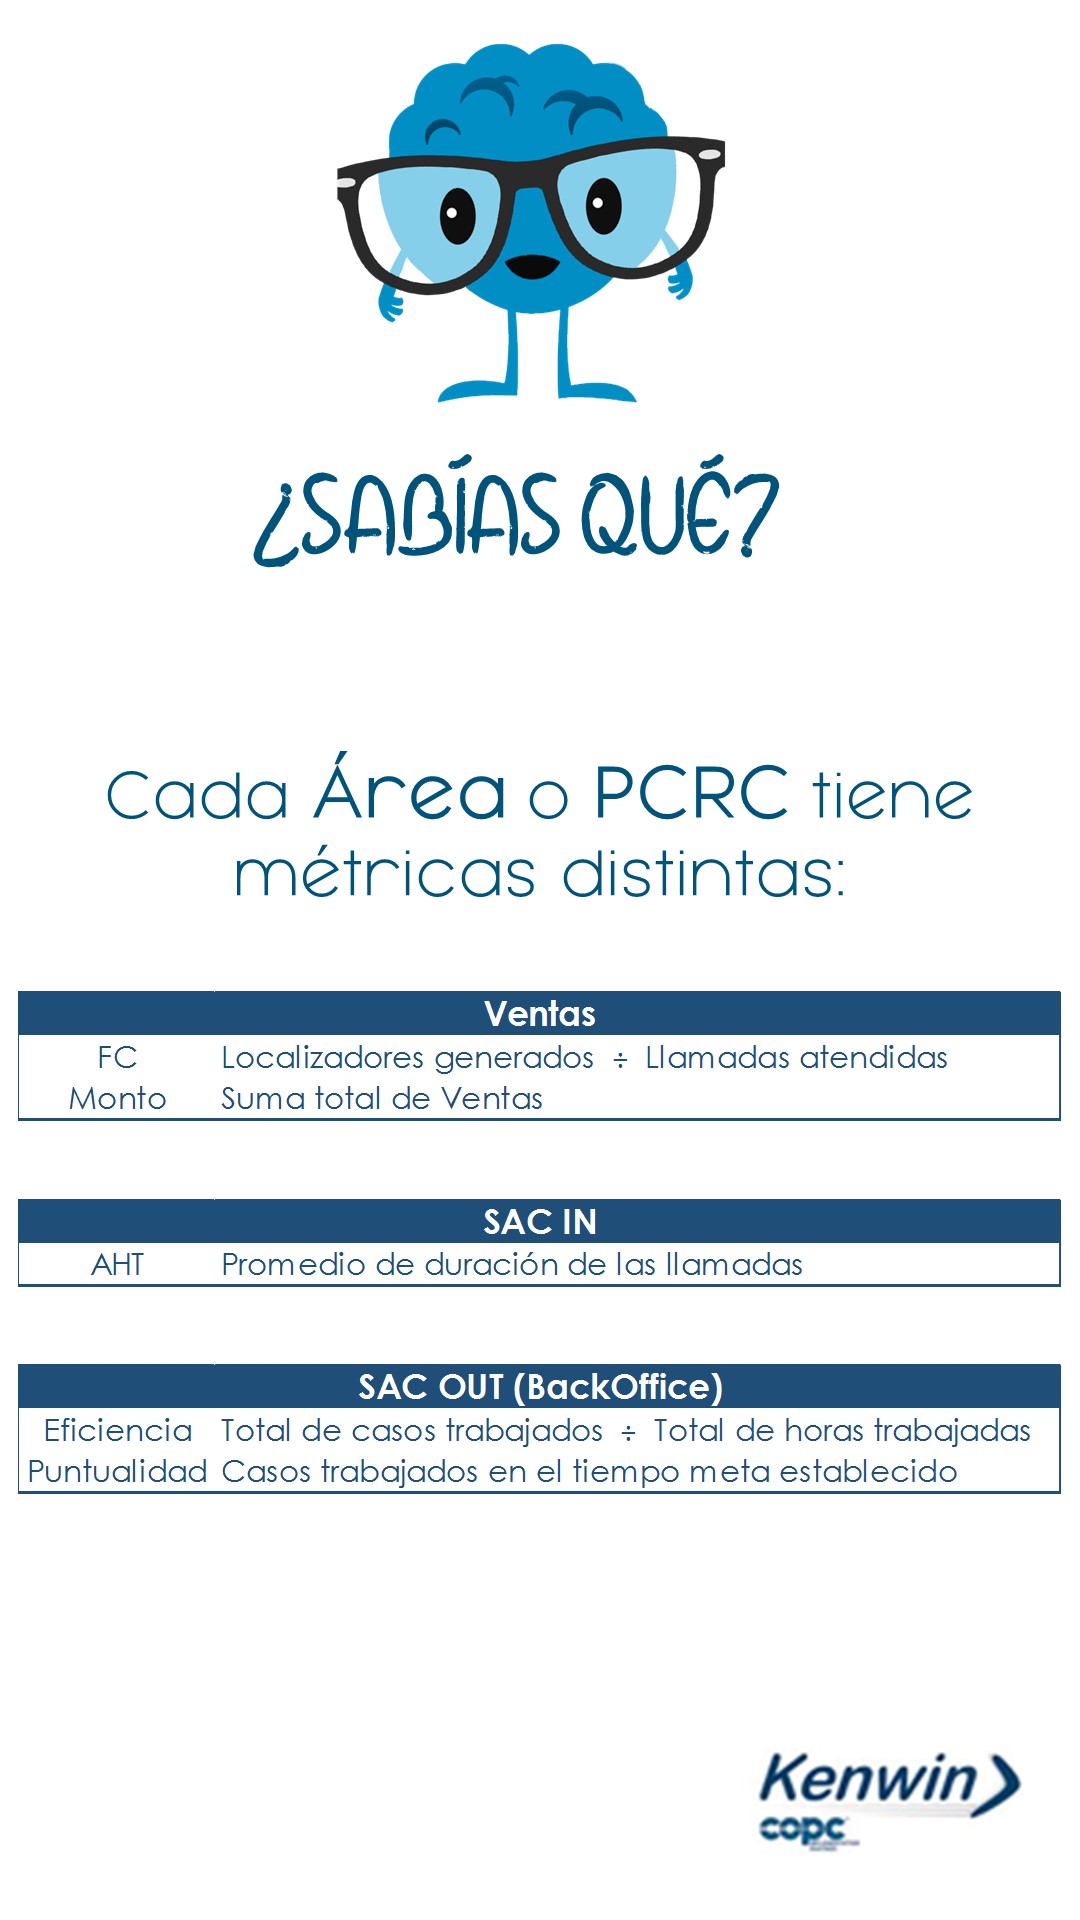 ¿SABÍAS QUÉ?
Cada Área o PCRC tiene
métricas distintas:
Ventas
FC Localizadores generados ÷ Llamadas atendidas
Monto Suma total de Ventas
SAC IN
AHT Promedio de duración de las llamadas
SAC OUT (BackOffice)
Eficiencia Total de casos trabajados ÷ Total de horas trabajadas
Puntualidad Casos trabajados en el tiempo meta establecido
Kenwin
copc